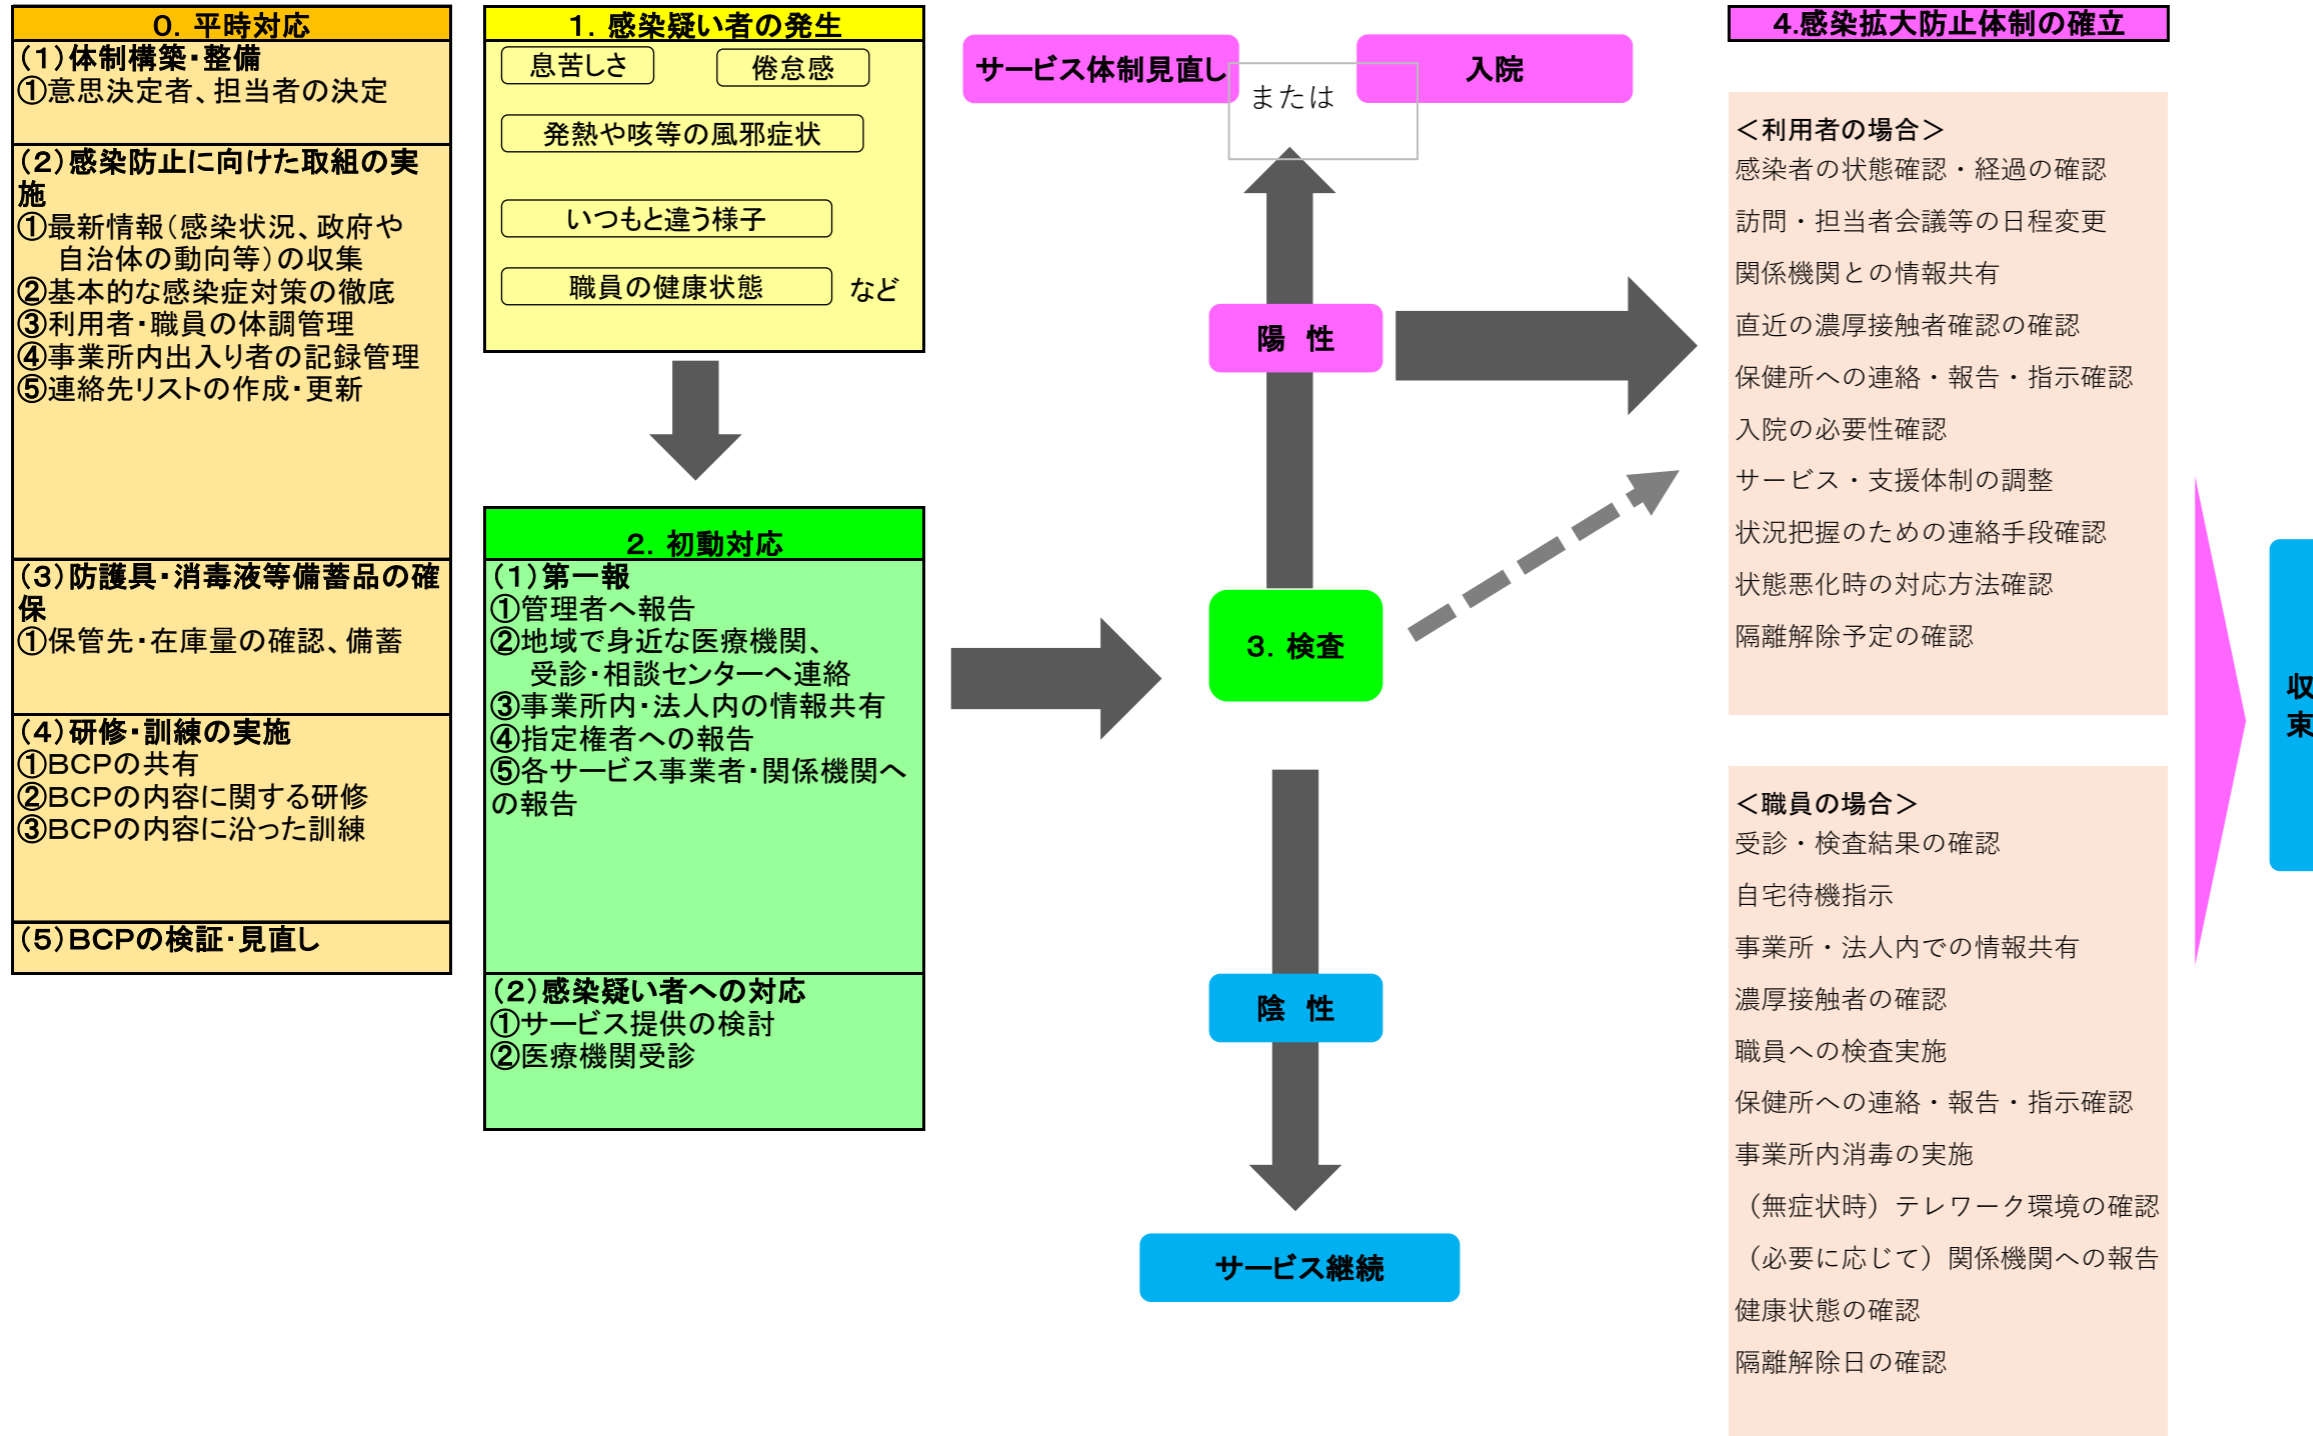 ０．平時対応
（１）体制構築・整備
①意思決定者、担当者の決定
（２）感染防止に向けた取組の実
施
①最新情報（感染状況、政府や
自治体の動向等）の収集
②基本的な感染症対策の徹底
③利用者・職員の体調管理
④事業所内出入り者の記録管理
⑤連絡先リストの作成・更新
（３）防護具・消毒液等備蓄品の確
保
①保管先・在庫量の確認、備蓄
（４）研修・訓練の実施
①BCPの共有
②BCPの内容に関する研修
③BCPの内容に沿った訓練
（５）BCPの検証・見直し
１．感染疑い者の発生
息苦しさ
倦怠感
発熱や咳等の風邪症状
いつもと違う様子
職員の健康状態
など
２．初動対応
（１）第一報
①管理者へ報告
②地域で身近な医療機関、
受診・相談センターへ連絡
③事業所内・法人内の情報共有
④指定権者への報告
⑤各サービス事業者・関係機関へ
の報告
（２）感染疑い者への対応
①サービス提供の検討
②医療機関受診
サービス体制見直し
または
入院
陽 性
３．検査
陰 性
サービス継続
４.感染拡大防止体制の確立
＜利用者の場合＞
感染者の状態確認・経過の確認
訪問・担当者会議等の日程変更
関係機関との情報共有
直近の濃厚接触者確認の確認
保健所への連絡・報告・指示確認
入院の必要性確認
サービス・支援体制の調整
状況把握のための連絡手段確認
状態悪化時の対応方法確認
隔離解除予定の確認
＜職員の場合＞
受診・検査結果の確認
自宅待機指示
事業所・法人内での情報共有
濃厚接触者の確認
職員への検査実施
保健所への連絡・報告・指示確認
事業所内消毒の実施
（無症状時）テレワーク環境の確認
（必要に応じて）関係機関への報告
健康状態の確認
隔離解除日の確認
収
束